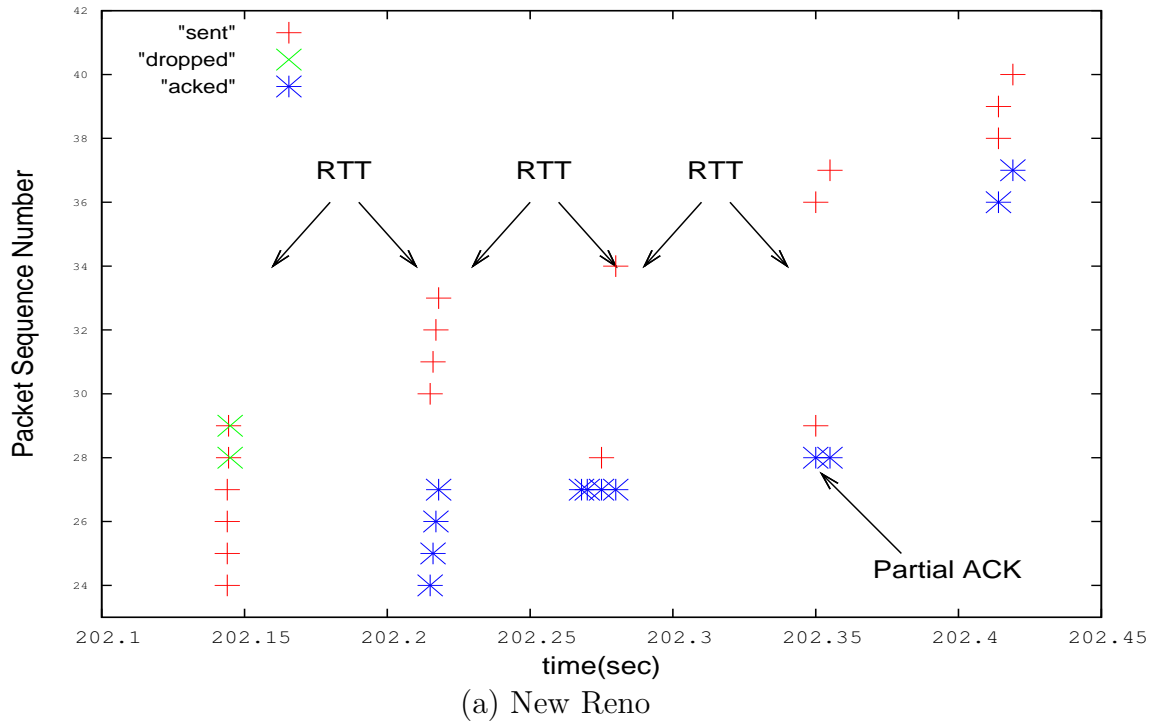 42
40
38
36
34
32
30
28
26
24
Packet Sequence Number
"sent"
"dropped"
"acked"
RTT RTT RTT
Partial ACK
202.1 202.15 202.2 202.25 202.3 202.35 202.4 202.45
time(sec)
(a) New Reno